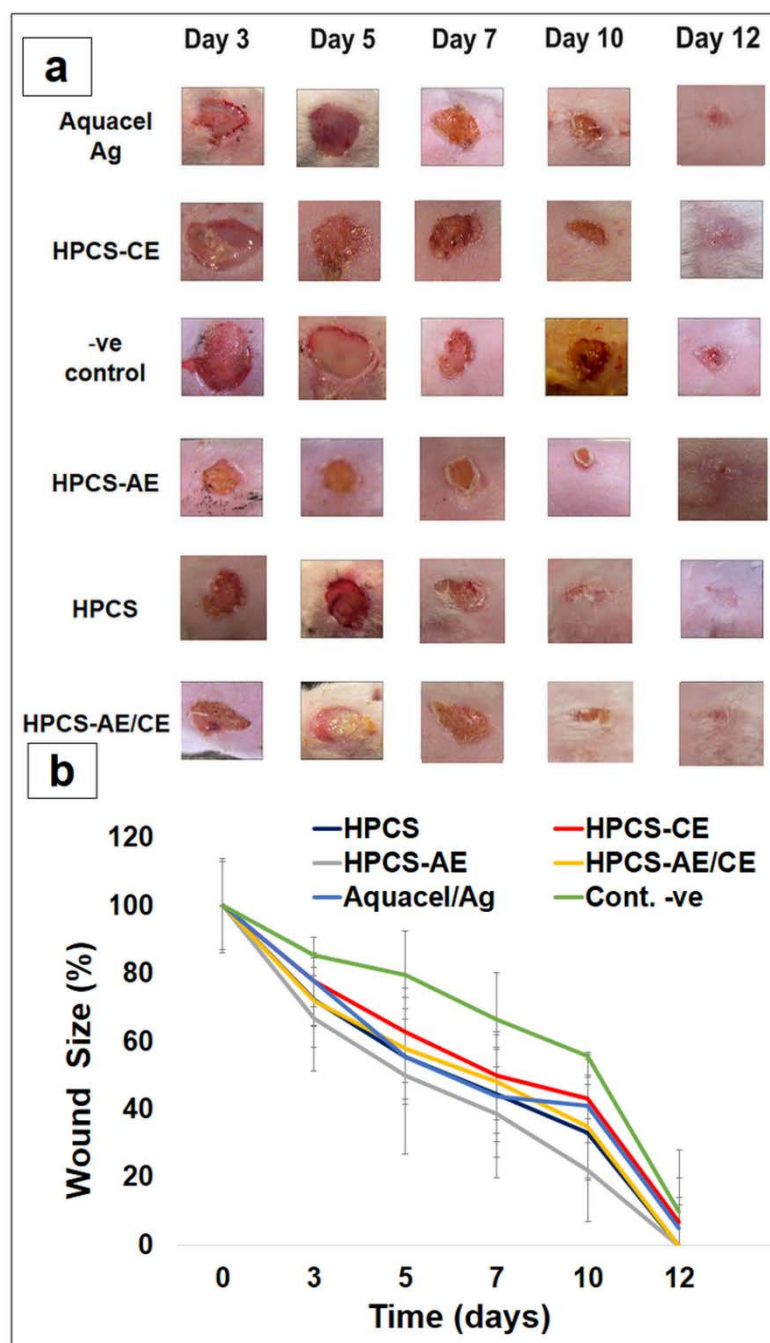 a
Day 3 Day 5 Day 7 Day 10 Day 12
Aquacel
Ag
HPCS-CE
-ve
control
HPCS-AE
HPCS
HPCS-AE/CE
b
HPCS HPCS-CE
HPCS-AE HPCS-AE/CE
Aquacel/Ag Cont. -ve
Wound Size (%)
120
100
80
60
40
20
0
0 3 5 7 10 12
Time (days)